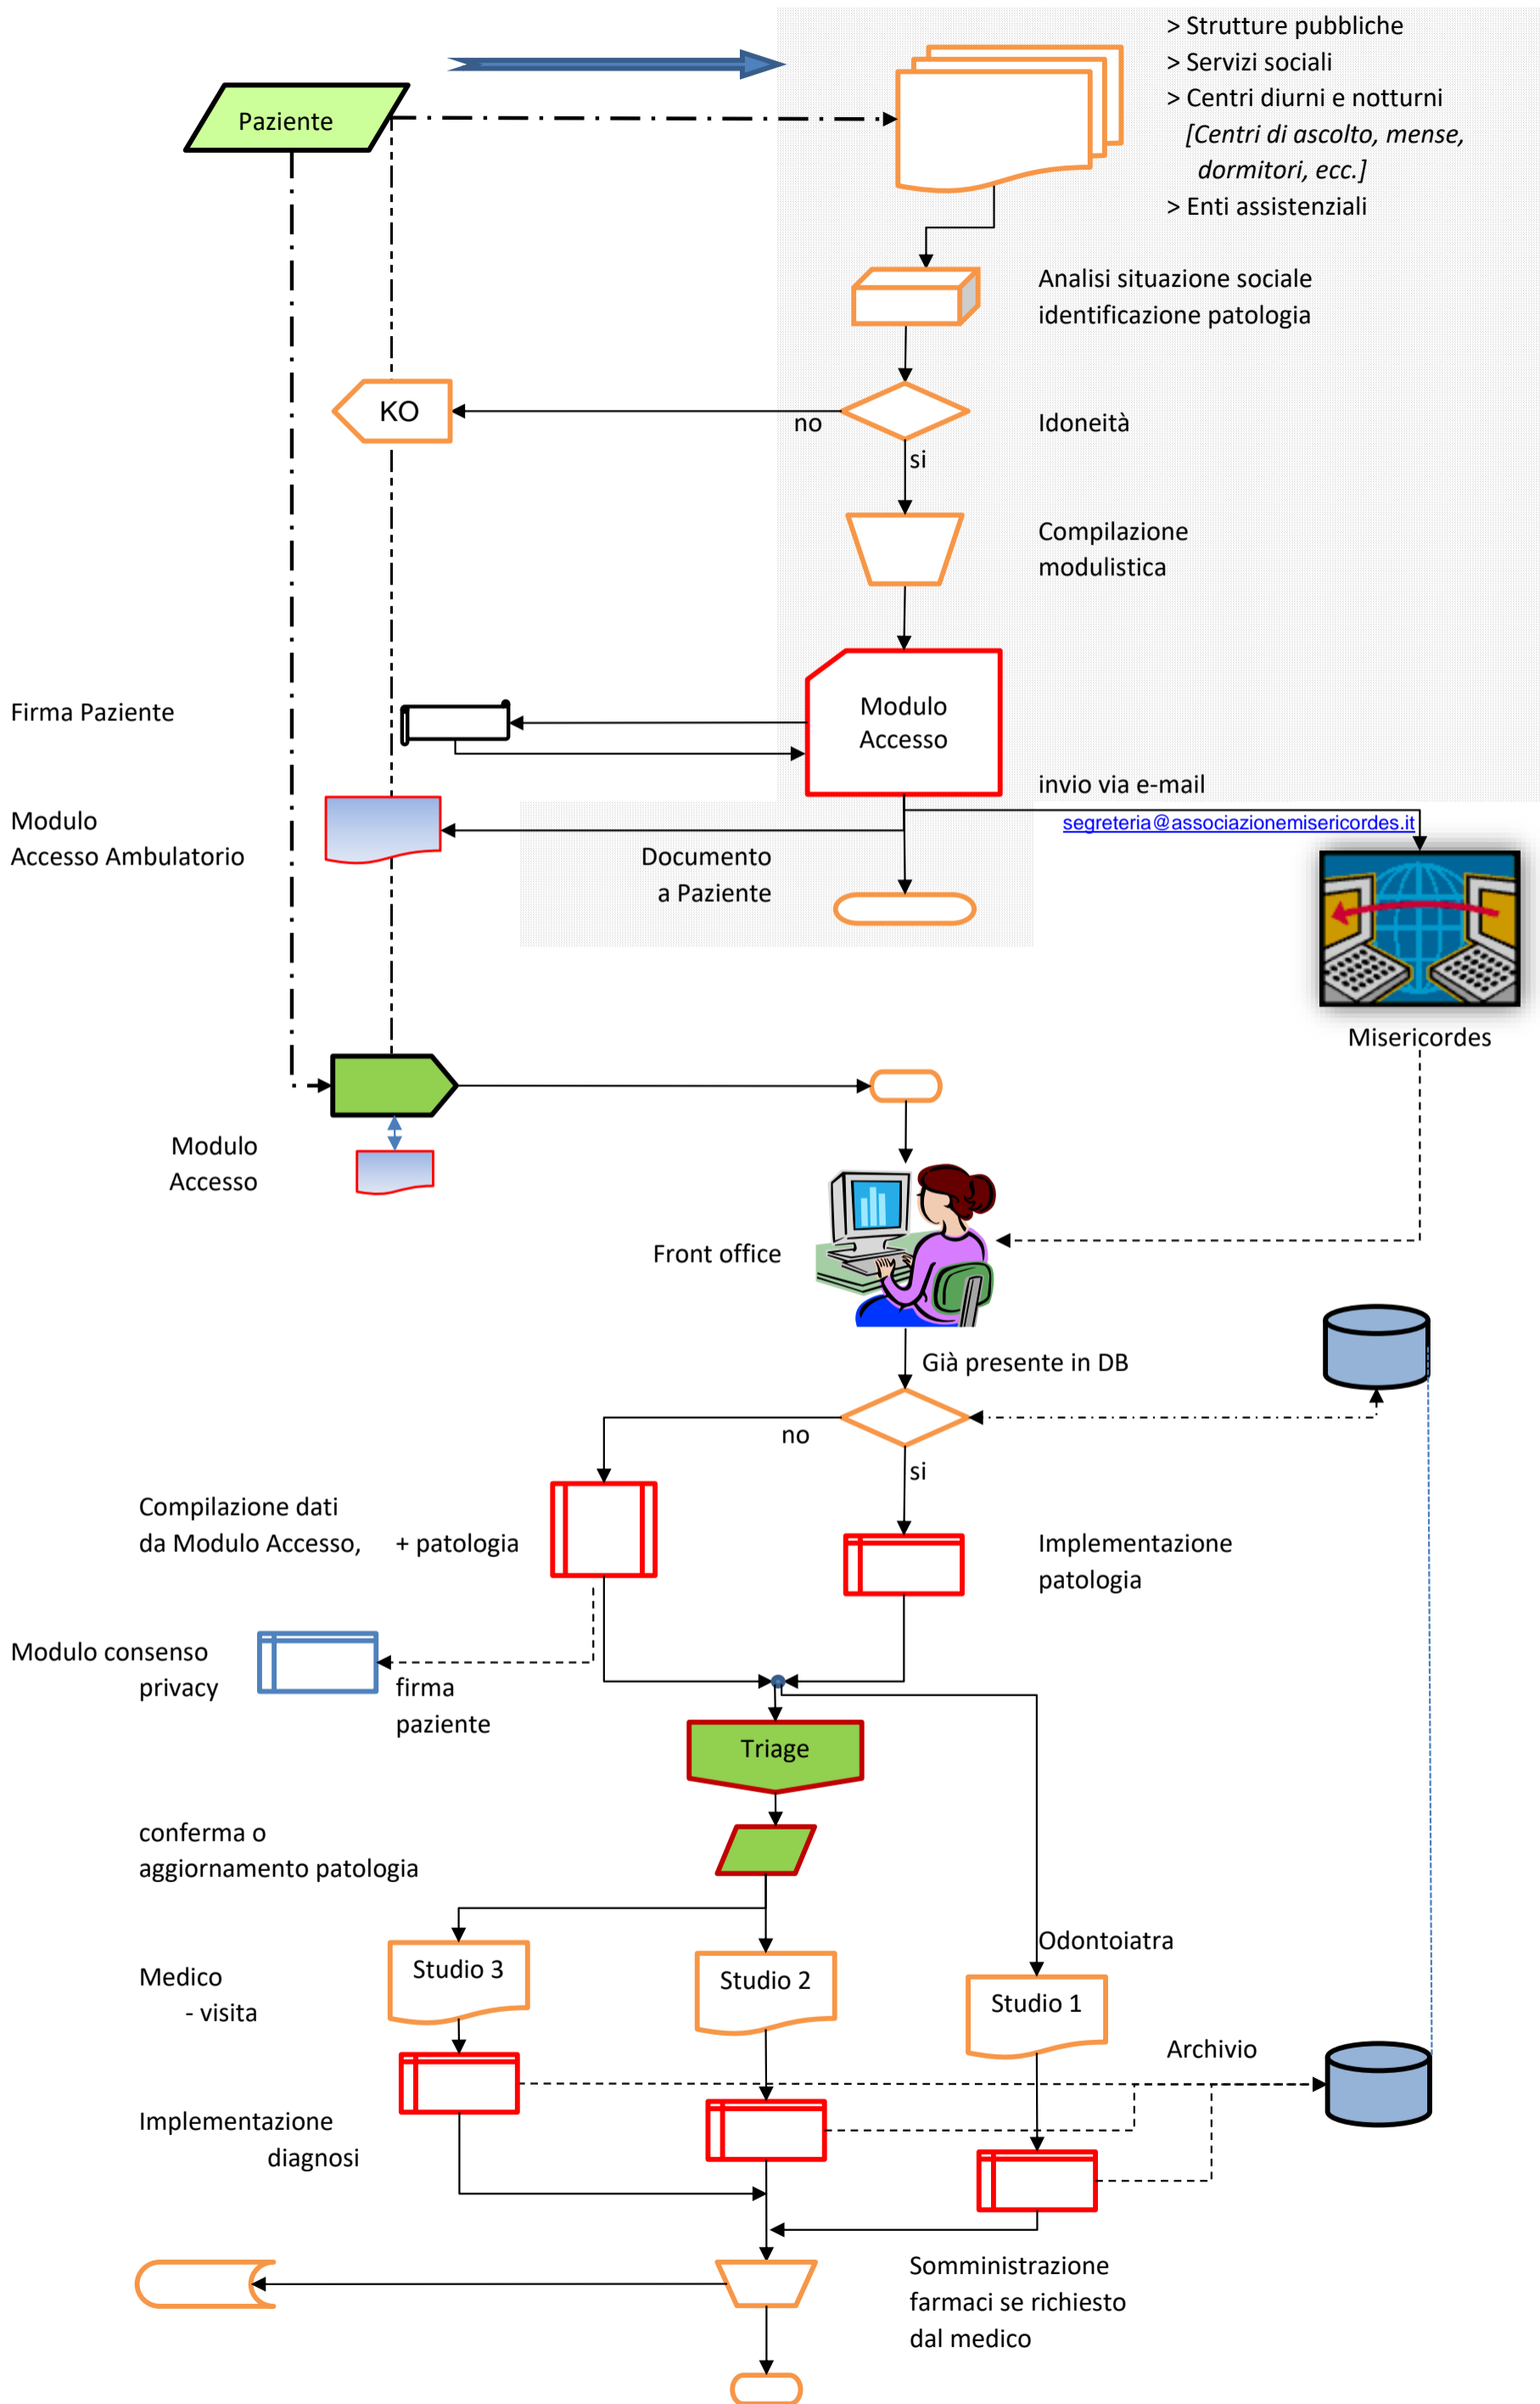 > Strutture pubbliche
> Servizi sociali
> Centri diurni e notturni
[Centri di ascolto, mense,
dormitori, ecc.]
> Enti assistenziali
Paziente
Analisi situazione sociale
identificazione patologia
KO
no
Idoneità
si
Compilazione
modulistica
Firma Paziente
Modulo
Accesso
invio via e-mail
segreteria@associazionemisericordes.it
Modulo
Accesso Ambulatorio
Documento
a Paziente
Misericordes
Modulo
Accesso
Front office
Già presente in DB
no
si
Compilazione dati
da Modulo Accesso, + patologia
Implementazione
patologia
Modulo consenso
privacy
firma
paziente
Triage
conferma o
aggiornamento patologia
Odontoiatra
Medico
- visita
Studio 3
Studio 2
Studio 1
Archivio
Implementazione
diagnosi
Somministrazione
farmaci se richiesto
dal medico